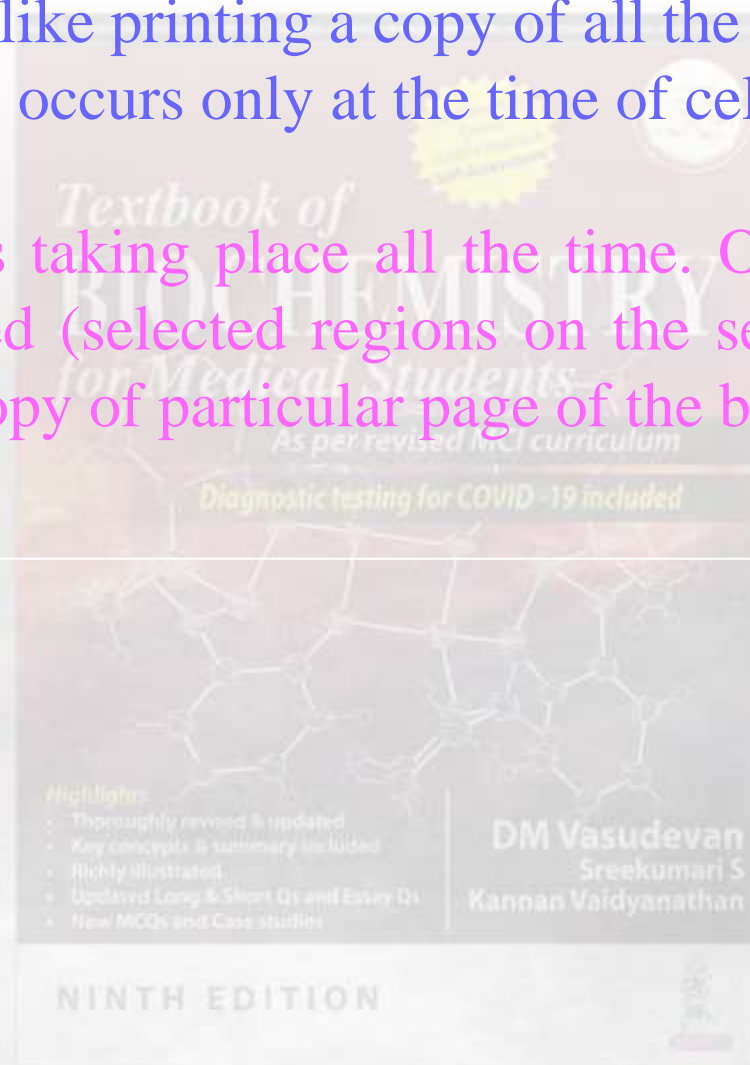 like printing a copy of all the
occurs only at the time of cel
Textbook of
s taking place all the time. O
BIOCHEMISTRY
ed (selected regions on the se
for Medical Students
opy of particular page of the b
As per revised MCI curriculum
Diagnostic testing for COVID -19 included
Highlights
• Thoroughly revised & updated
• Key concepts & summary included
• Richly illustrated
• Updated Long & Short Qs and Essay Qs
• New MCQs and Case studies
DM Vasudevan
Sreekumari S
Kannan Vaidyanathan
NINTH EDITION